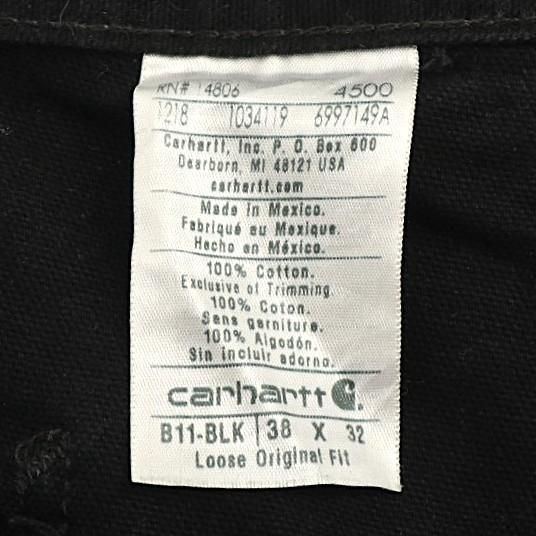 RN# 14806 4500
1218 1034119 6997149A
Carhartt, Inc. P. O. Box 600
Dearborn, MI 48121 USA
carhartt.com
Made in Mexico.
Fabriqué au Mexique.
Hecho en México.
100% Cotton.
Exclusive of Trimming.
100% Coton.
Sans garniture.
100% Algodón.
Sin incluir adorno.
carhartt
B11-BLK 38 X 32
Loose Original Fit